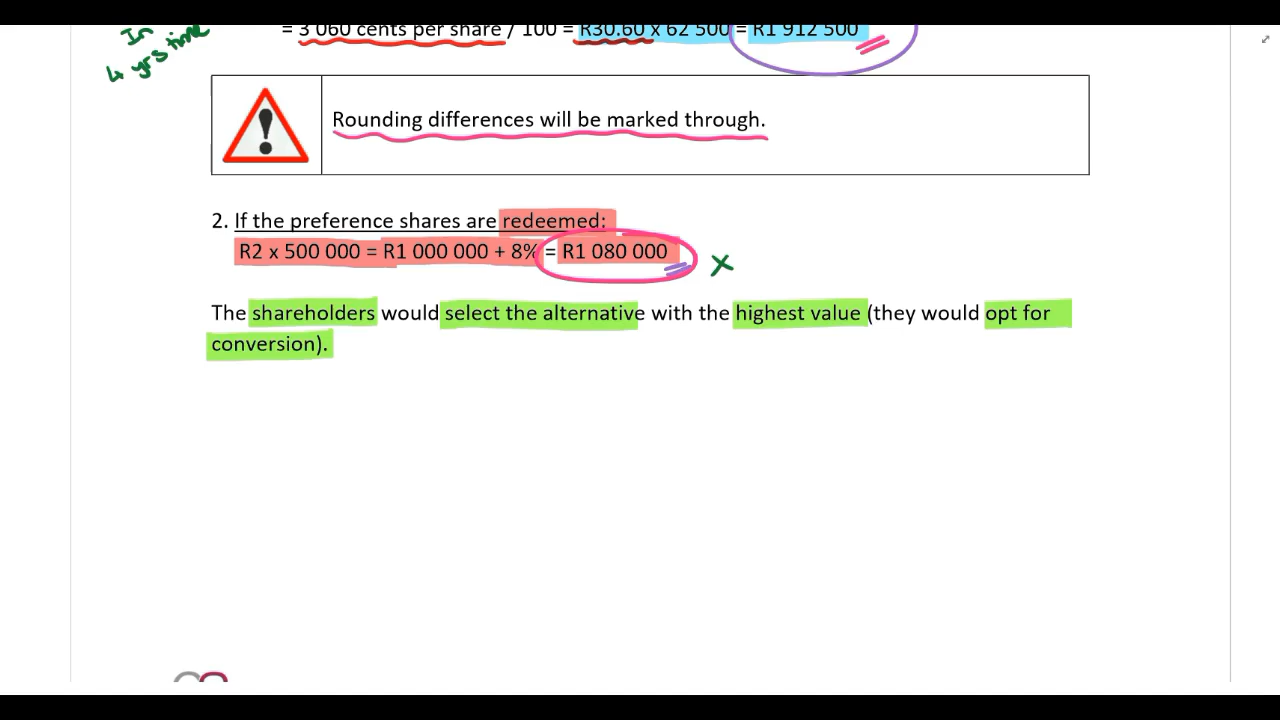 In
4 yrs time
= 3 060 cents per share / 100 = R30.60 x 62 500 = R1 912 500
Rounding differences will be marked through.
2. If the preference shares are redeemed:
R2 x 500 000 = R1 000 000 + 8% = R1 080 000
The shareholders would select the alternative with the highest value (they would opt for
conversion).